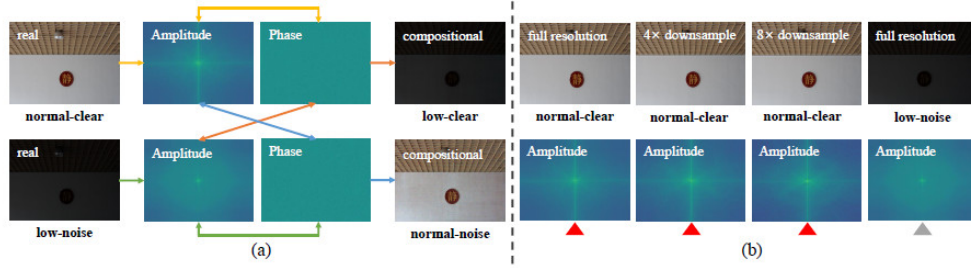 real
Amplitude
Phase
compositional
normal-clear
low-clear
real
Amplitude
Phase
compositional
low-noise
normal-noise
(a)
full resolution
4× downsample
8× downsample
full resolution
normal-clear
normal-clear
normal-clear
low-noise
Amplitude
Amplitude
Amplitude
Amplitude
(b)